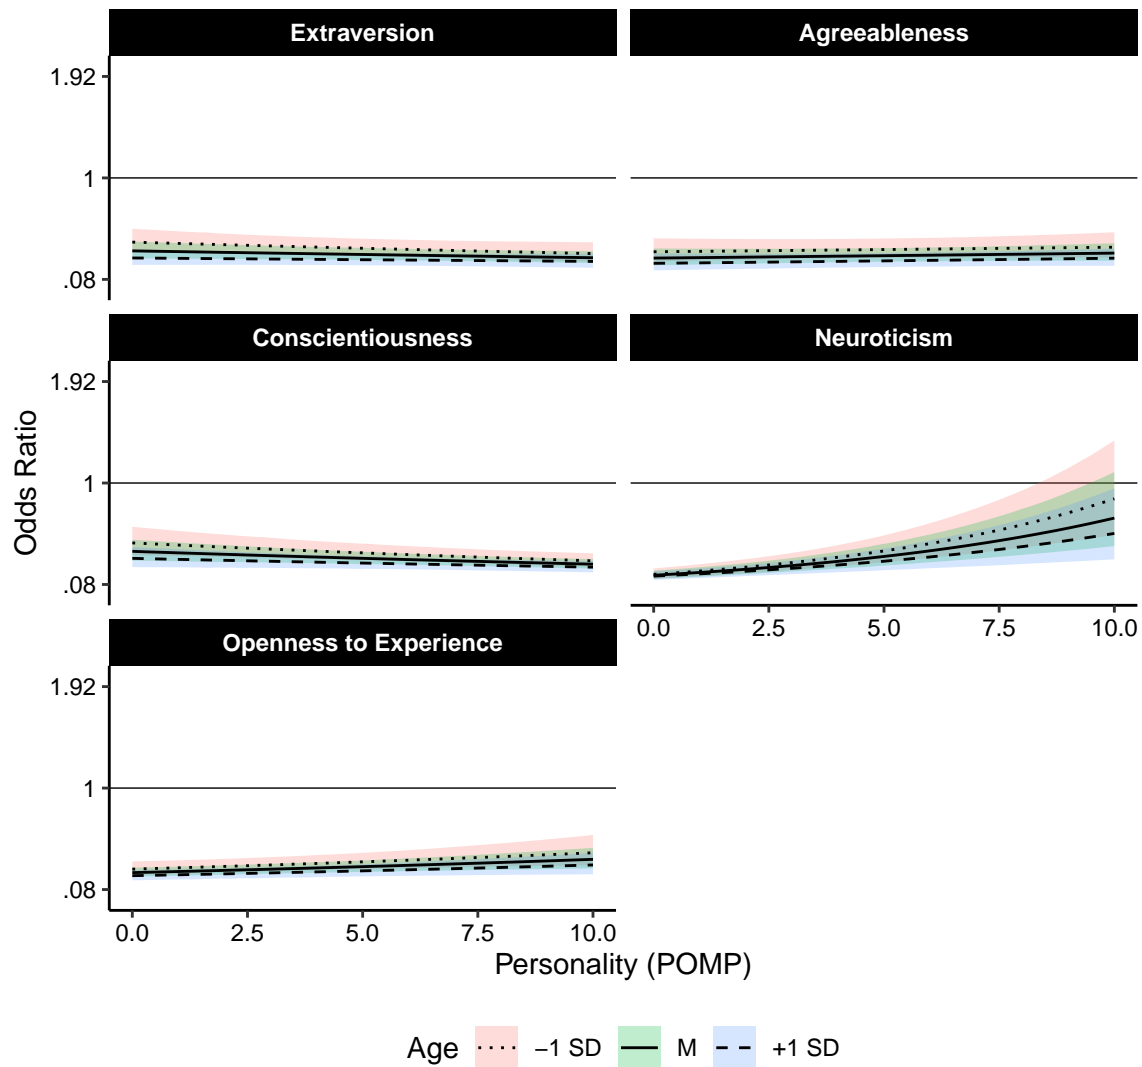 Extraversion
Agreeableness
1.92
1
.08
Conscientiousness
Neuroticism
1.92
1
.08
0.0 2.5 5.0 7.5 10.0
Openness to Experience
1.92
1
.08
0.0 2.5 5.0 7.5 10.0
Odds Ratio
Personality (POMP)
Age −1 SD M +1 SD